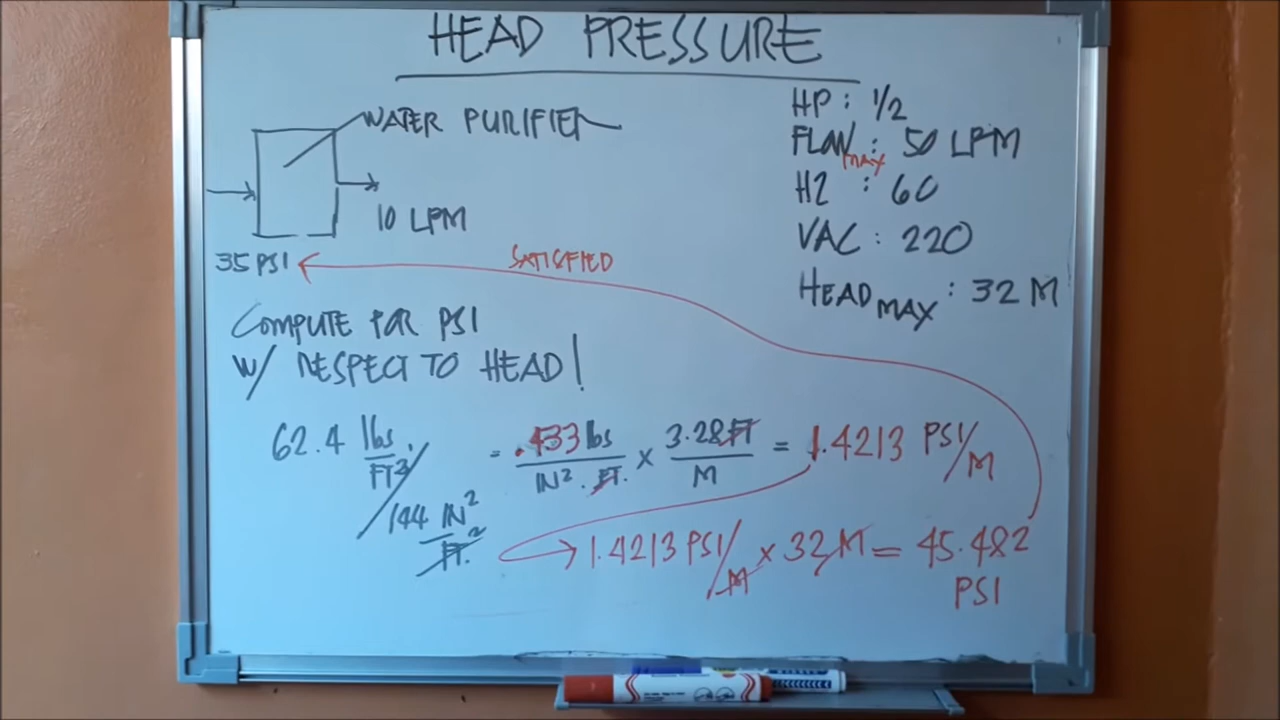 HEAD PRESSURE
WATER PURIFIER
10 LPM
35 PSI
SATISFIED
HP : 1/2
FLOW MAX : 50 LPM
HZ : 60
VAC : 220
HEAD MAX : 32 M
COMPUTE FOR PSI
W/ RESPECT TO HEAD!
62.4 lbs/FT³ / 144 IN²/FT² = .433 lbs/IN² . FT. x 3.28 FT/M = 1.4213 PSI/M
1.4213 PSI/M x 32 M = 45.482 PSI